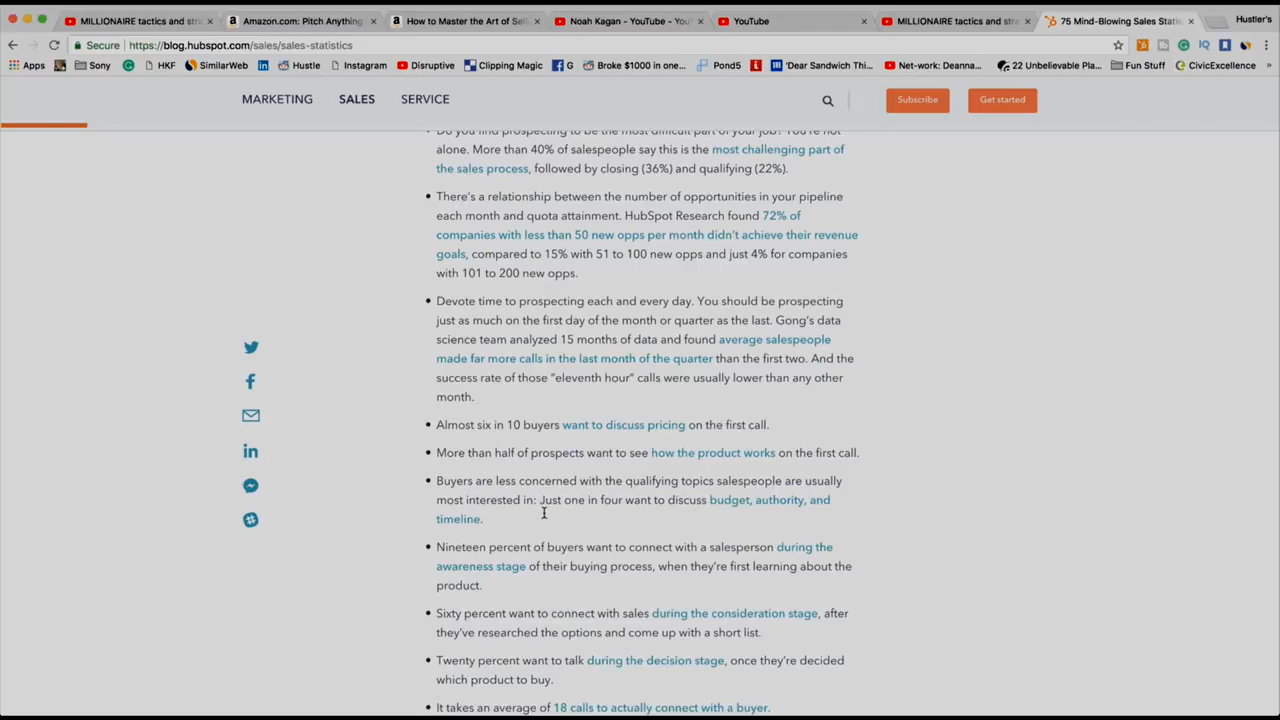 MILLIONAIRE tactics and stra
Amazon.com: Pitch Anything
How to Master the Art of Sell
Noah Kagan - YouTube - You
YouTube
MILLIONAIRE tactics and stra
75 Mind-Blowing Sales Statis
Hustler's
Secure
https://blog.hubspot.com/sales/sales-statistics
Apps
Sony
HKF
SimilarWeb
Hustle
Instagram
Disruptive
Clipping Magic
G
Broke $1000 in one...
Pond5
'Dear Sandwich Thi...
Net-work: Deanna...
22 Unbelievable Pla...
Fun Stuff
CivicExcellence
MARKETING
SALES
SERVICE
Subscribe
Get started
Do you find prospecting to be the most difficult part of your job? You're not
alone. More than 40% of salespeople say this is the most challenging part of
the sales process, followed by closing (36%) and qualifying (22%).
There's a relationship between the number of opportunities in your pipeline
each month and quota attainment. HubSpot Research found 72% of
companies with less than 50 new opps per month didn't achieve their revenue
goals, compared to 15% with 51 to 100 new opps and just 4% for companies
with 101 to 200 new opps.
Devote time to prospecting each and every day. You should be prospecting
just as much on the first day of the month or quarter as the last. Gong's data
science team analyzed 15 months of data and found average salespeople
made far more calls in the last month of the quarter than the first two. And the
success rate of those "eleventh hour" calls were usually lower than any other
month.
Almost six in 10 buyers want to discuss pricing on the first call.
More than half of prospects want to see how the product works on the first call.
Buyers are less concerned with the qualifying topics salespeople are usually
most interested in: Just one in four want to discuss budget, authority, and
timeline.
Nineteen percent of buyers want to connect with a salesperson during the
awareness stage of their buying process, when they're first learning about the
product.
Sixty percent want to connect with sales during the consideration stage, after
they've researched the options and come up with a short list.
Twenty percent want to talk during the decision stage, once they're decided
which product to buy.
It takes an average of 18 calls to actually connect with a buyer.